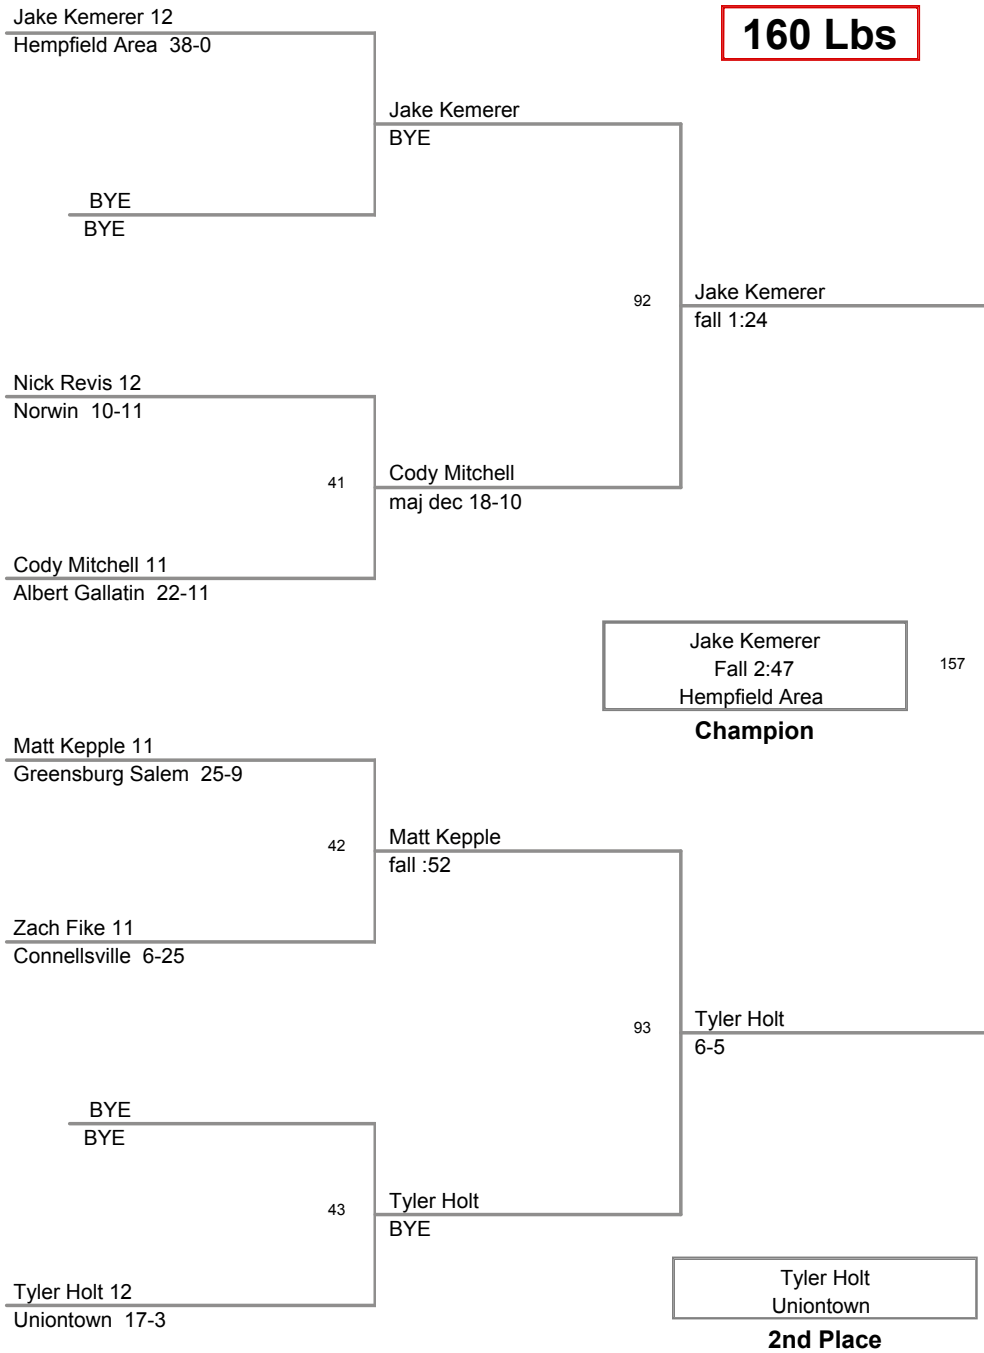 Jake Kemerer 12
Hempfield Area 38-0
160 Lbs
Jake Kemerer
BYE
BYE
BYE
92
Jake Kemerer
fall 1:24
Nick Revis 12
Norwin 10-11
41
Cody Mitchell
maj dec 18-10
Cody Mitchell 11
Albert Gallatin 22-11
Jake Kemerer
Fall 2:47
Hempfield Area
157
Champion
Matt Kepple 11
Greensburg Salem 25-9
42
Matt Kepple
fall :52
Zach Fike 11
Connellsville 6-25
93
Tyler Holt
6-5
BYE
BYE
43
Tyler Holt
BYE
Tyler Holt 12
Uniontown 17-3
Tyler Holt
Uniontown
2nd Place